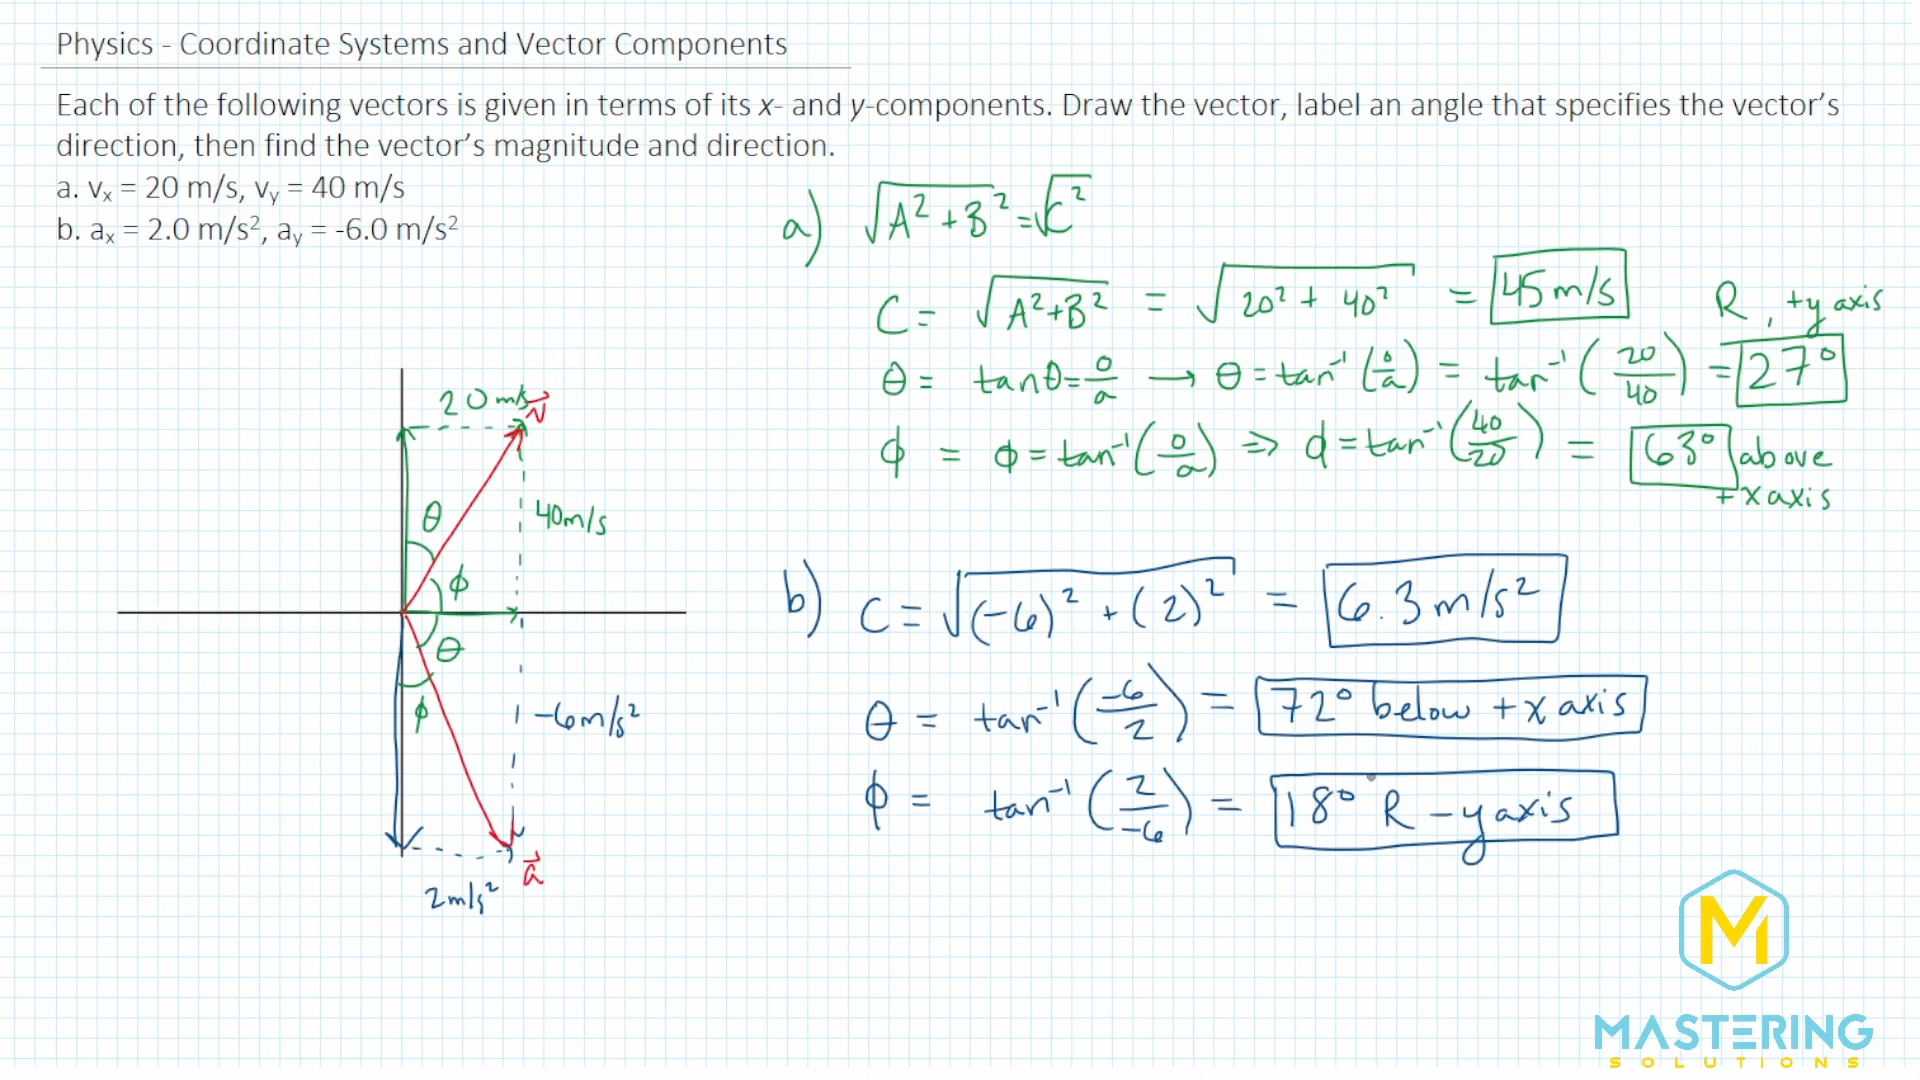 Physics - Coordinate Systems and Vector Components
Each of the following vectors is given in terms of its x- and y-components. Draw the vector, label an angle that specifies the vector's
direction, then find the vector's magnitude and direction.
a. vₓ = 20 m/s, v_y = 40 m/s
b. aₓ = 2.0 m/s², a_y = -6.0 m/s²
a) √(A² + B²) = √C²
C = √(A²+B²) = √(20² + 40²) = 45 m/s
R, +y axis
θ = tanθ = o/a → θ = tan⁻¹(o/a) = tan⁻¹(20/40) = 27°
ϕ = ϕ = tan⁻¹(o/a) ⇒ d = tan⁻¹(40/20) = 63° above
+x axis
20 m/s v⃗
θ 40m/s
ϕ
θ
ϕ -6m/s²
a⃗
2m/s²
b) C = √((-6)² + (2)²) = 6.3 m/s²
θ = tan⁻¹(-6/2) = 72° below +x axis
ϕ = tan⁻¹(2/-6) = 18° R -y axis
M
MASTERING
SOLUTIONS